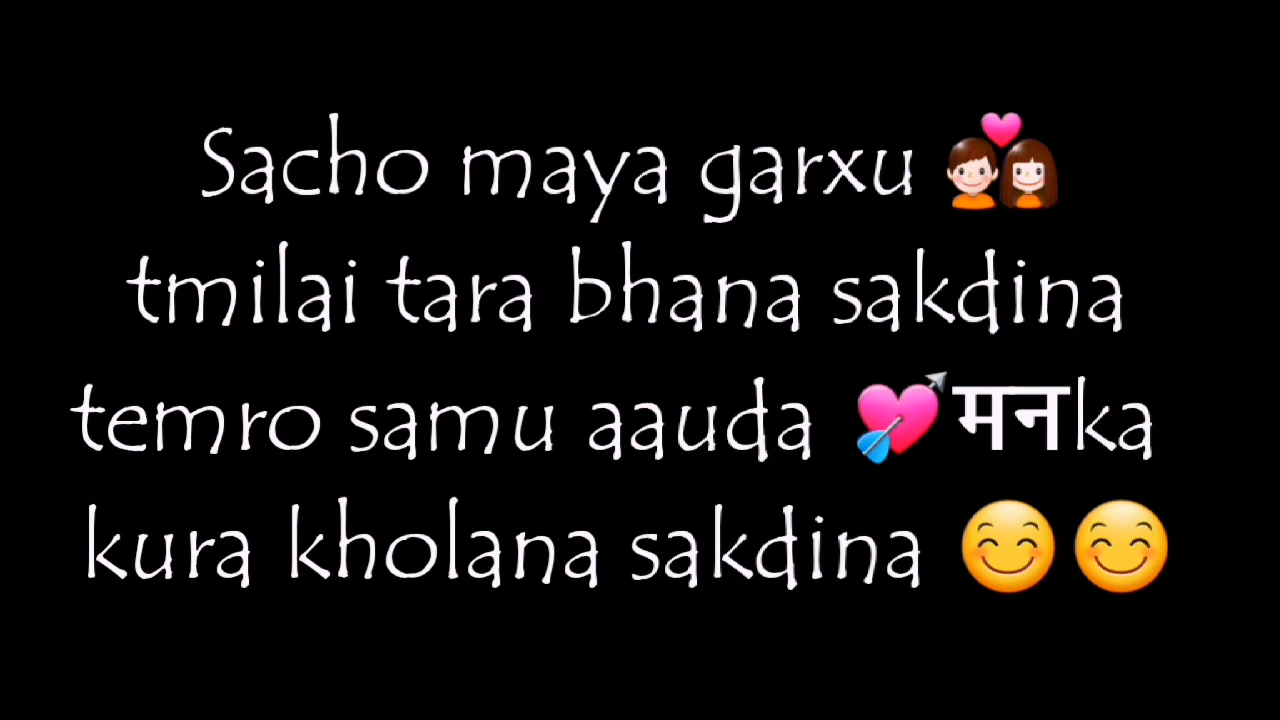 Sacho maya garxu 💑
tmilai tara bhana sakdina
temro samu aauda 💘मनka
kura kholana sakdina 😊😊